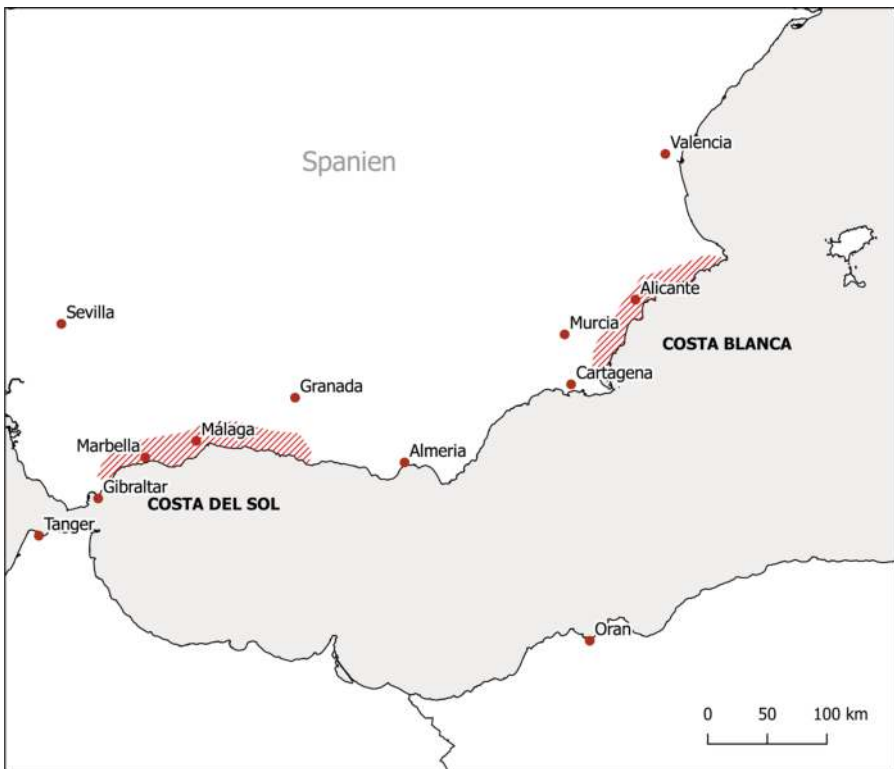 Valencia
Spanien
Alicante
Sevilla
Murcia
COSTA BLANCA
Cartagena
Granada
Málaga
Marbella
Almeria
Gibraltar
COSTA DEL SOL
Tanger
Oran
0 50 100 km